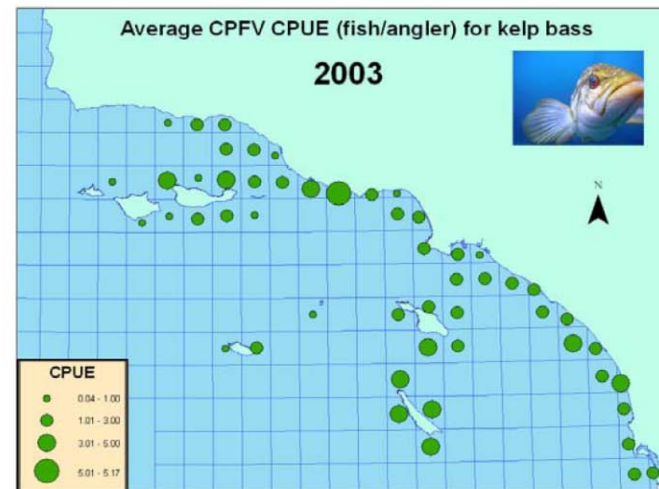 Average CPFV CPUE (fish/angler) for kelp bass
2003
N
CPUE
0.04 - 1.00
1.01 - 3.00
3.01 - 5.00
5.01 - 5.17